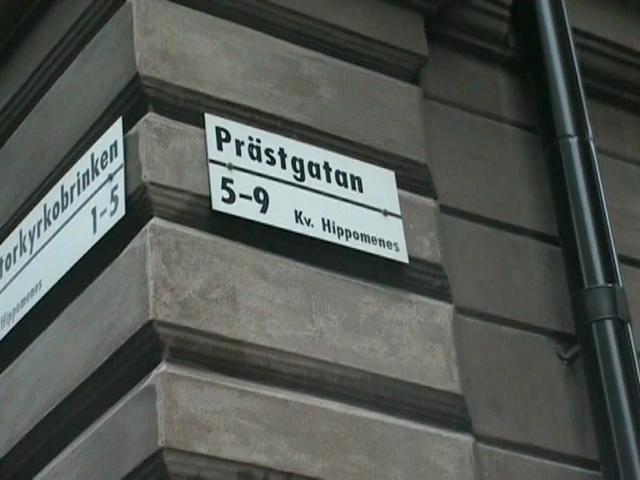 Prästgatan
5-9 Kv. Hippomenes
torkyrkobrinken
1-5
Hippomenes